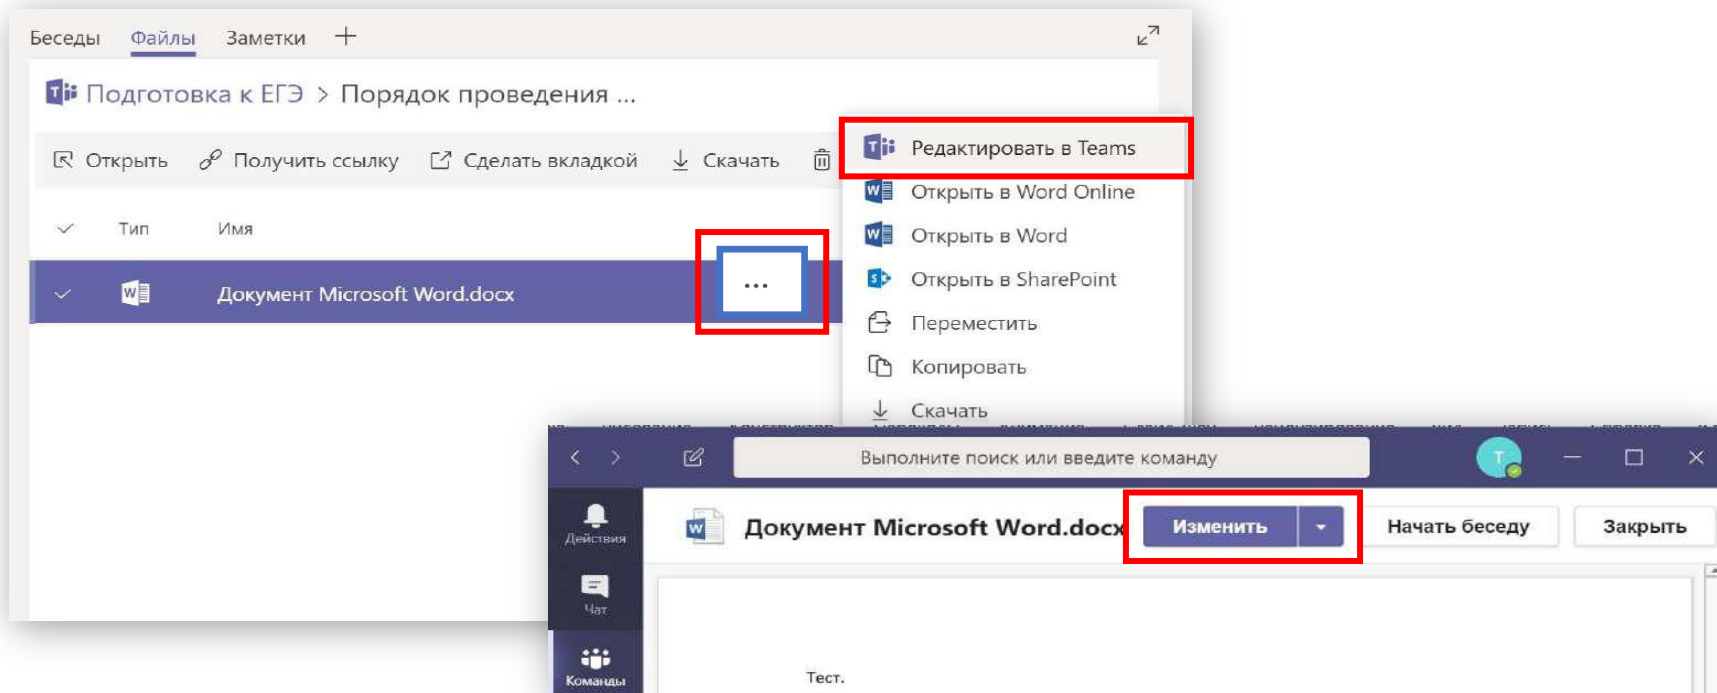 Беседы Файлы Заметки +
Подготовка к ЕГЭ > Порядок проведения ...
Открыть Получить ссылку Сделать вкладкой Скачать
Редактировать в Teams
Открыть в Word Online
Открыть в Word
Открыть в SharePoint
Переместить
Копировать
Скачать
Тип Имя
Документ Microsoft Word.docx ...
Выполните поиск или введите команду
T
Действия
Чат
Команды
Документ Microsoft Word.docx Изменить Начать беседу Закрыть
Тест.